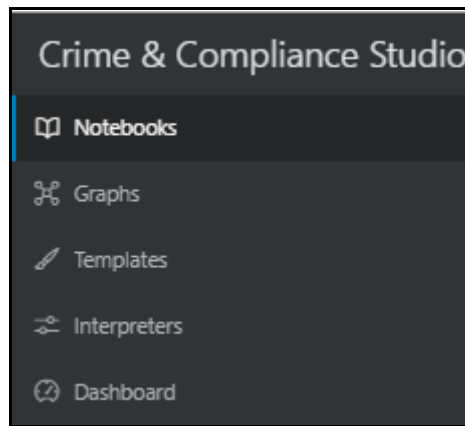 Crime & Compliance Studio
Notebooks
Graphs
Templates
Interpreters
Dashboard